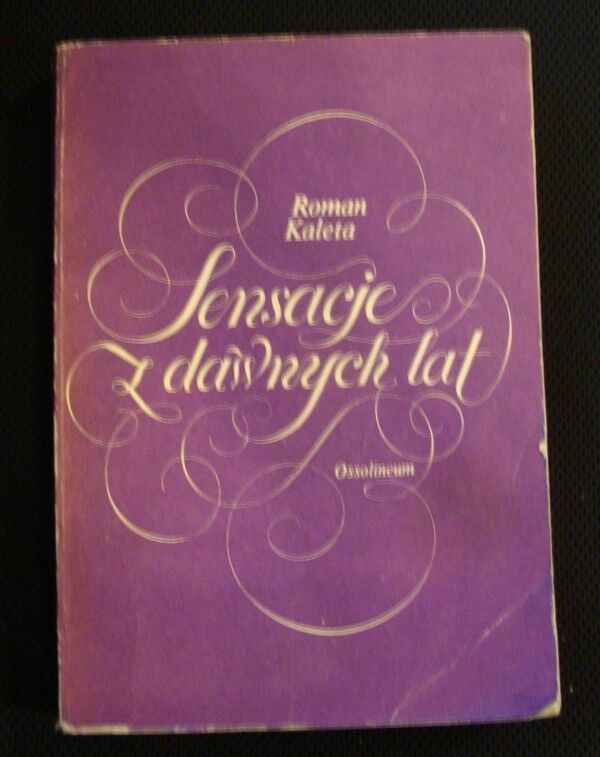 Roman
Kaleta
Sensacje
z dawnych lat
Ossolineum